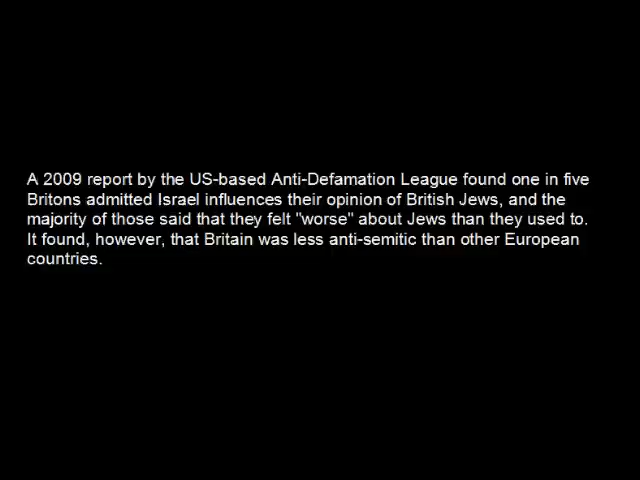 A 2009 report by the US-based Anti-Defamation League found one in five
Britons admitted Israel influences their opinion of British Jews, and the
majority of those said that they felt "worse" about Jews than they used to.
It found, however, that Britain was less anti-semitic than other European
countries.